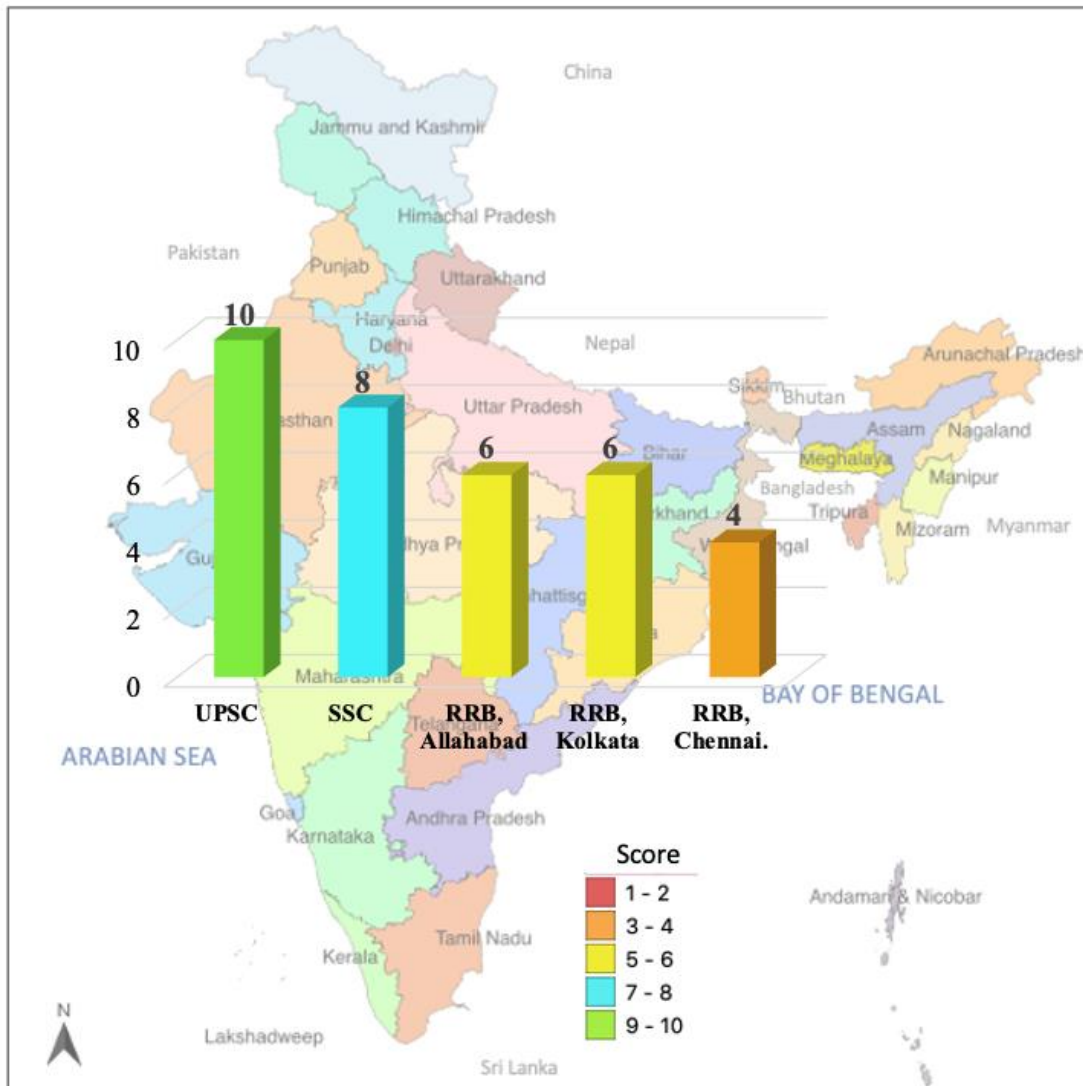 China
Jammu and Kashmir
Himachal Pradesh
Pakistan
Punjab
Uttarakhand
Haryana
Delhi
Nepal
Arunachal Pradesh
Sikkim
Bhutan
Uttar Pradesh
Assam
Nagaland
Bihar
Meghalaya
Bangladesh
Manipur
Tripura
Mizoram
Myanmar
10
8
6
6
4
10
8
6
4
2
0
Maharashtra
UPSC
SSC
RRB,
Allahabad
RRB,
Kolkata
RRB,
Chennai.
Telangana
BAY OF BENGAL
ARABIAN SEA
Goa
Karnataka
Andhra Pradesh
Score
1 - 2
3 - 4
5 - 6
7 - 8
9 - 10
Andaman & Nicobar
Tamil Nadu
Kerala
N
Lakshadweep
Sri Lanka